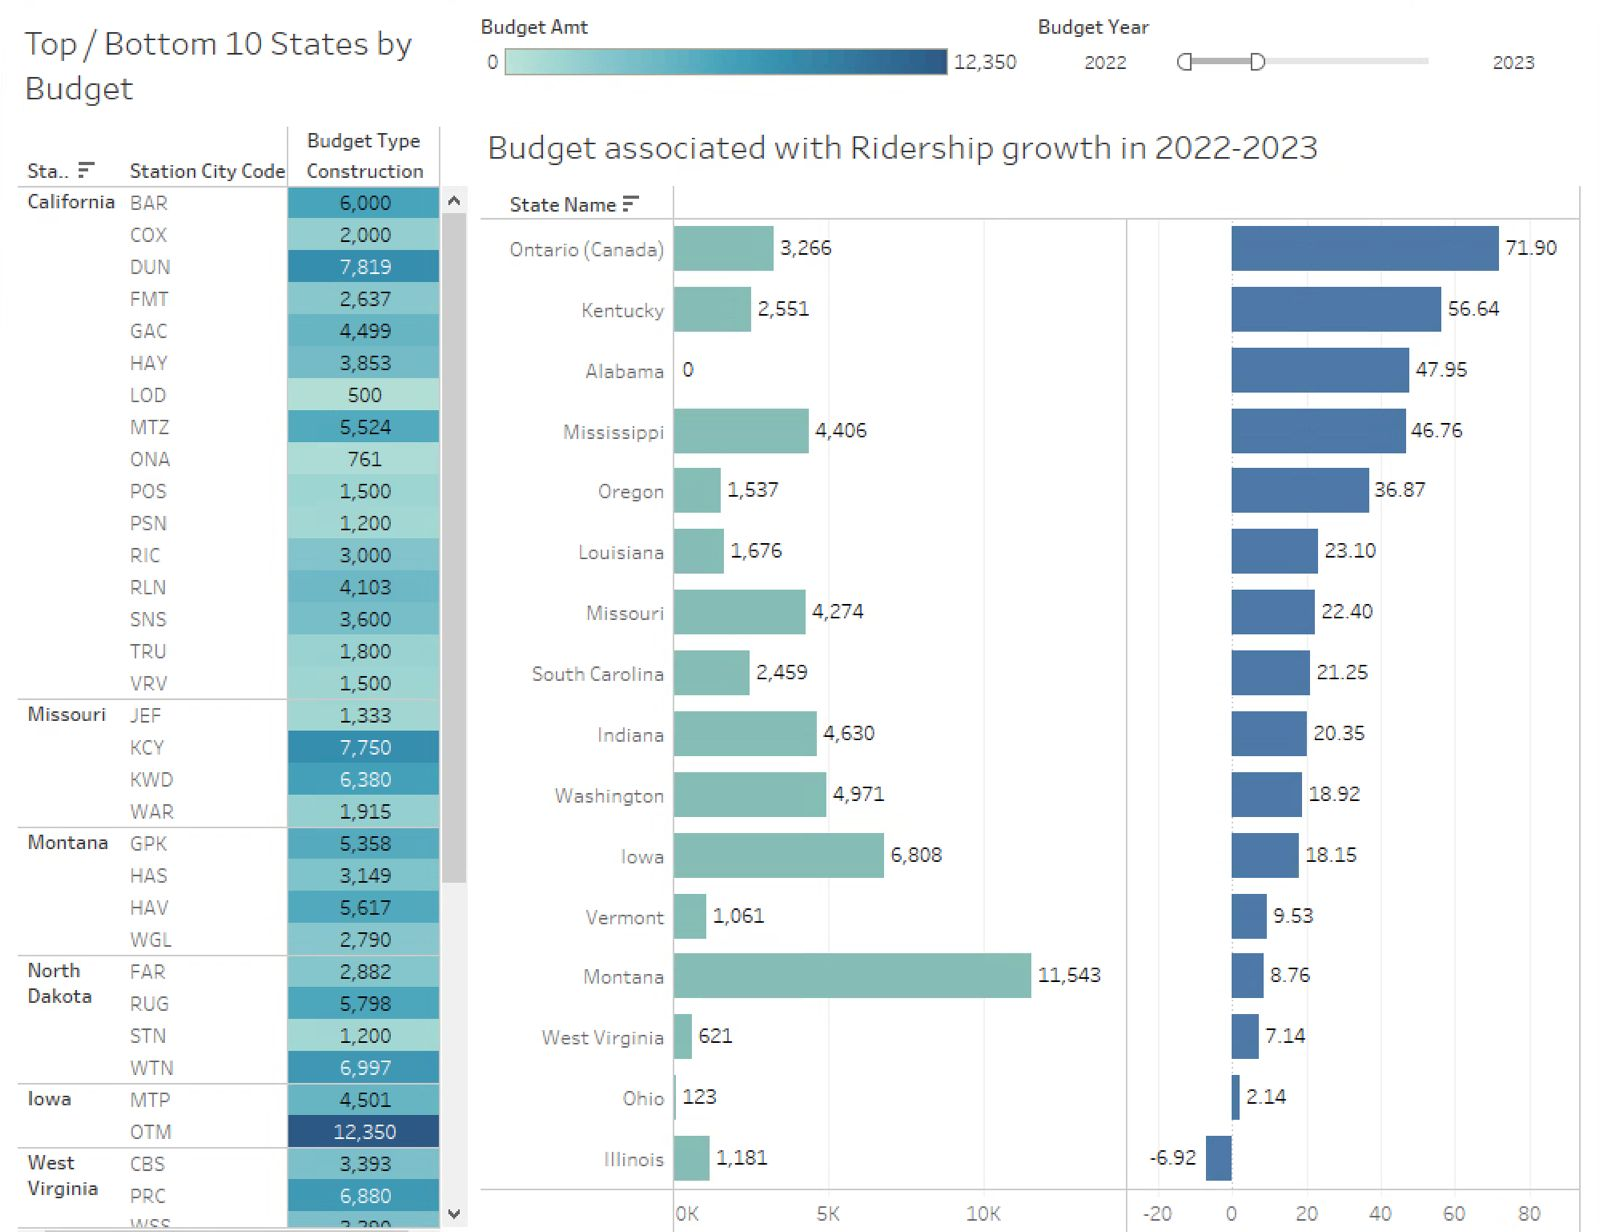 Top / Bottom 10 States by
Budget
Budget Amt
0 12,350
Budget Year
2022 2023
Budget Type
Sta.. Station City Code Construction
California BAR 6,000
COX 2,000
DUN 7,819
FMT 2,637
GAC 4,499
HAY 3,853
LOD 500
MTZ 5,524
ONA 761
POS 1,500
PSN 1,200
RIC 3,000
RLN 4,103
SNS 3,600
TRU 1,800
VRV 1,500
Missouri JEF 1,333
KCY 7,750
KWD 6,380
WAR 1,915
Montana GPK 5,358
HAS 3,149
HAV 5,617
WGL 2,790
North FAR 2,882
Dakota
RUG 5,798
STN 1,200
WTN 6,997
Iowa MTP 4,501
OTM 12,350
West CBS 3,393
Virginia
PRC 6,880
Budget associated with Ridership growth in 2022-2023
State Name
Ontario (Canada) 3,266 71.90
Kentucky 2,551 56.64
Alabama 0 47.95
Mississippi 4,406 46.76
Oregon 1,537 36.87
Louisiana 1,676 23.10
Missouri 4,274 22.40
South Carolina 2,459 21.25
Indiana 4,630 20.35
Washington 4,971 18.92
Iowa 6,808 18.15
Vermont 1,061 9.53
Montana 11,543 8.76
West Virginia 621 7.14
Ohio 123 2.14
Illinois 1,181 -6.92
0K 5K 10K -20 0 20 40 60 80